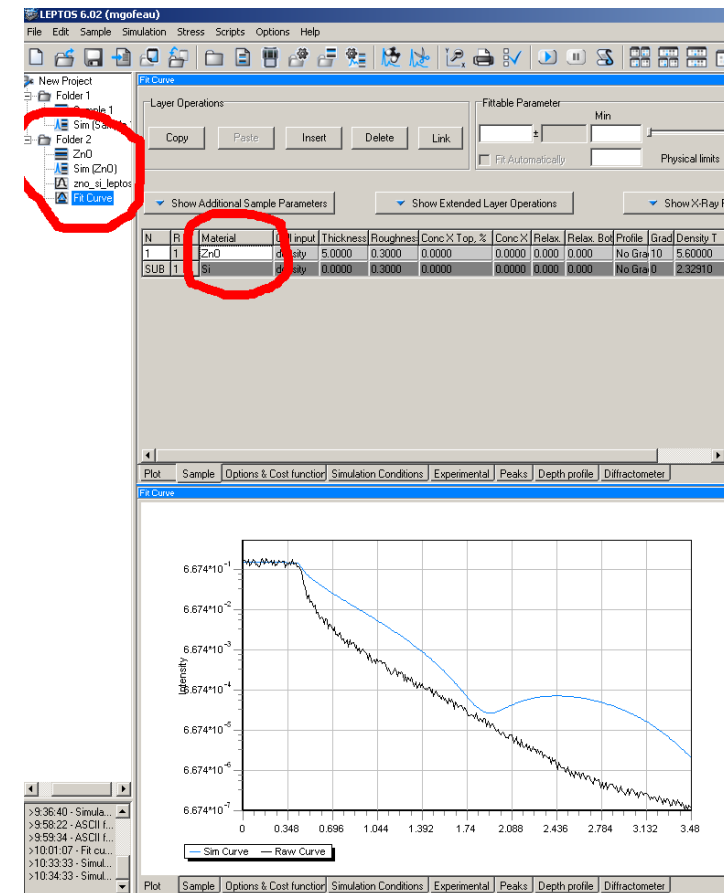 LEPTOS 6.02 (mgofeau)
File Edit Sample Simulation Stress Scripts Options Help
New Project
Folder 1
Sample 1
Sim (Sample
Folder 2
ZnO
Sim (ZnO)
zno_si_leptos
Fit Curve
Fit Curve
Layer Operations
Copy Paste Insert Delete Link
Fittable Parameter
Min
±
Fit Automatically
Physical limits
Show Additional Sample Parameters
Show Extended Layer Operations
Show X-Ray
N R Material input Thickness Roughness Conc X Top, % Conc X Relax. Relax. Bot Profile Grad Density T
1 1 ZnO density 5.0000 0.3000 0.0000 0.0000 0.000 0.000 No Gra 10 5.60000
SUB 1 Si density 0.0000 0.3000 0.0000 0.0000 0.000 0.000 No Gra 0 2.32910
Plot Sample Options & Cost function Simulation Conditions Experimental Peaks Depth profile Diffractometer
Fit Curve
Intensity
6.674*10-1
6.674*10-2
6.674*10-3
6.674*10-4
6.674*10-5
6.674*10-6
6.674*10-7
0 0.348 0.696 1.044 1.392 1.74 2.088 2.436 2.784 3.132 3.48
Sim Curve Raw Curve
>9:36:40 - Simula...
>9:58:22 - ASCII f...
>9:59:34 - ASCII f...
>10:01:07 - Fit cu...
>10:33:33 - Simul...
>10:34:33 - Simul...
Plot Sample Options & Cost function Simulation Conditions Experimental Peaks Depth profile Diffractometer